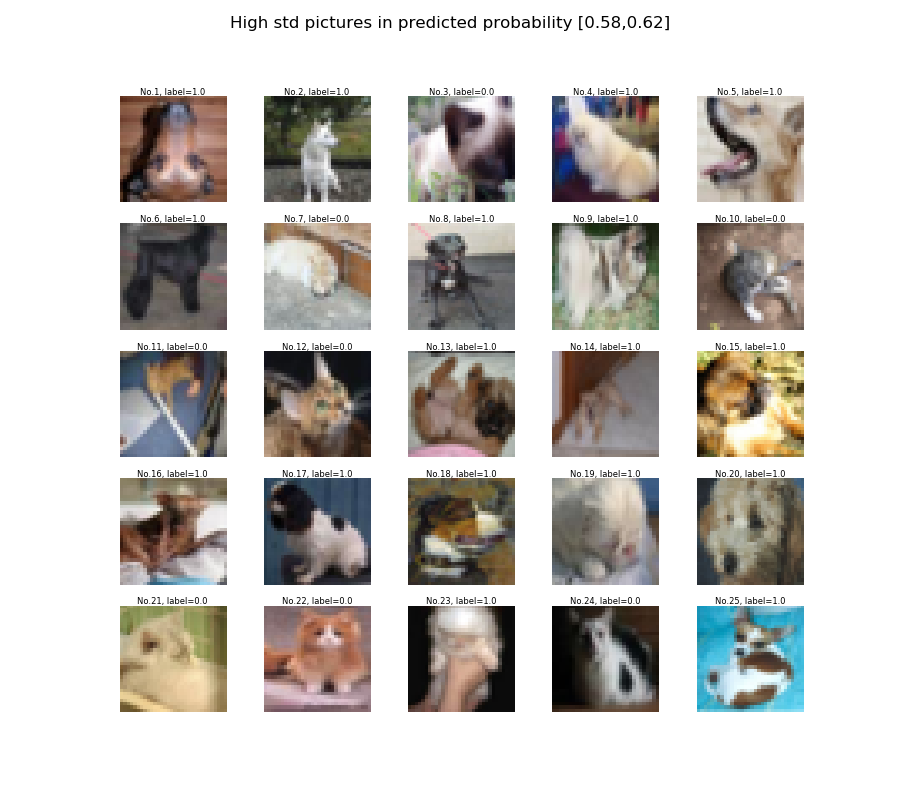 High std pictures in predicted probability [0.58,0.62]
No.1, label=1.0
No.2, label=1.0
No.3, label=0.0
No.4, label=1.0
No.5, label=1.0
No.6, label=1.0
No.7, label=0.0
No.8, label=1.0
No.9, label=1.0
No.10, label=0.0
No.11, label=0.0
No.12, label=0.0
No.13, label=1.0
No.14, label=1.0
No.15, label=1.0
No.16, label=1.0
No.17, label=1.0
No.18, label=1.0
No.19, label=1.0
No.20, label=1.0
No.21, label=0.0
No.22, label=0.0
No.23, label=1.0
No.24, label=0.0
No.25, label=1.0